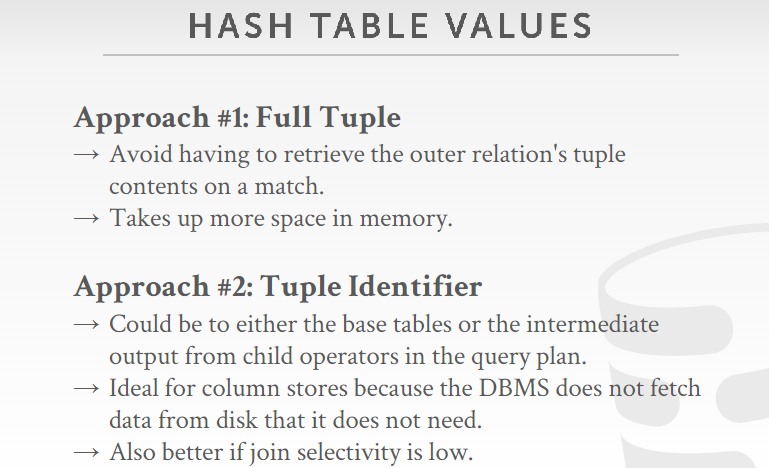 HASH TABLE VALUES
Approach #1: Full Tuple
→ Avoid having to retrieve the outer relation's tuple
contents on a match.
→ Takes up more space in memory.
Approach #2: Tuple Identifier
→ Could be to either the base tables or the intermediate
output from child operators in the query plan.
→ Ideal for column stores because the DBMS does not fetch
data from disk that it does not need.
→ Also better if join selectivity is low.